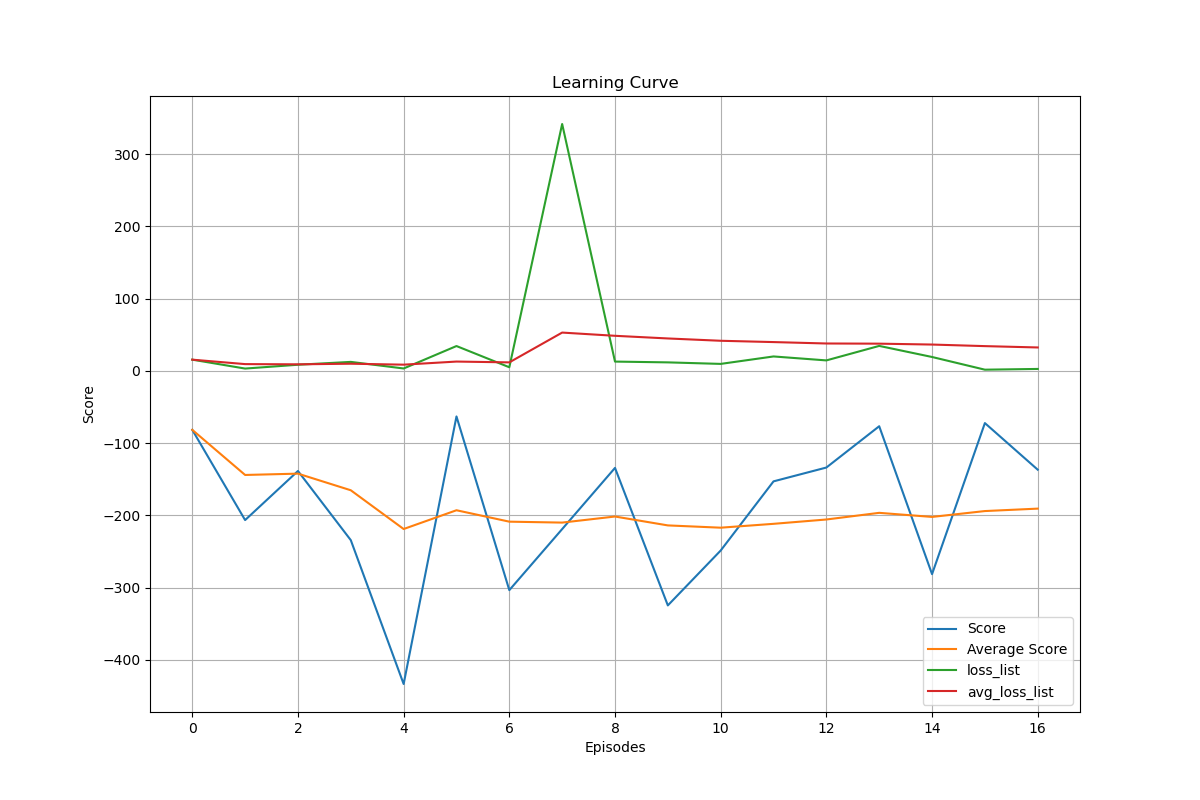 Learning Curve
300
200
100
0
−100
−200
−300
−400
Score
0 2 4 6 8 10 12 14 16
Episodes
Score
Average Score
loss_list
avg_loss_list